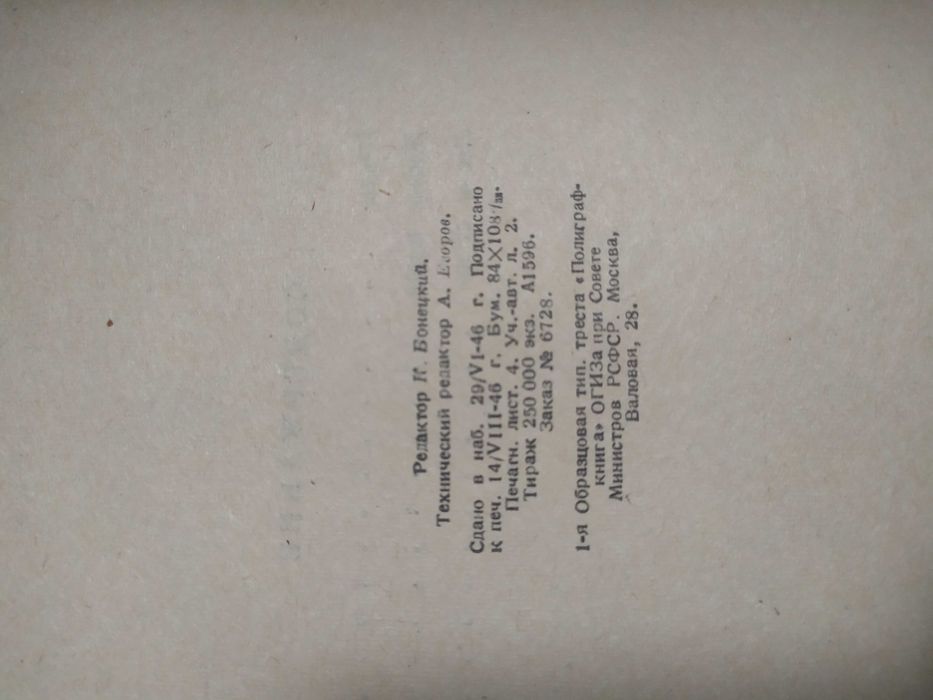 Редактор К. Бонецкий.
Технический редактор А. Егоров.
Сдано в наб. 29/VI-46 г. Подписано
к печ. 14/VIII-46 г. Бум. 84×108¹/₃₂.
Печатн. лист. 4. Уч.-авт. л. 2.
Тираж 250 000 экз. А1596.
Заказ № 6728.
1-я Образцовая тип. треста «Полиграф-
книга» ОГИЗа при Совете
Министров РСФСР. Москва,
Валовая, 28.